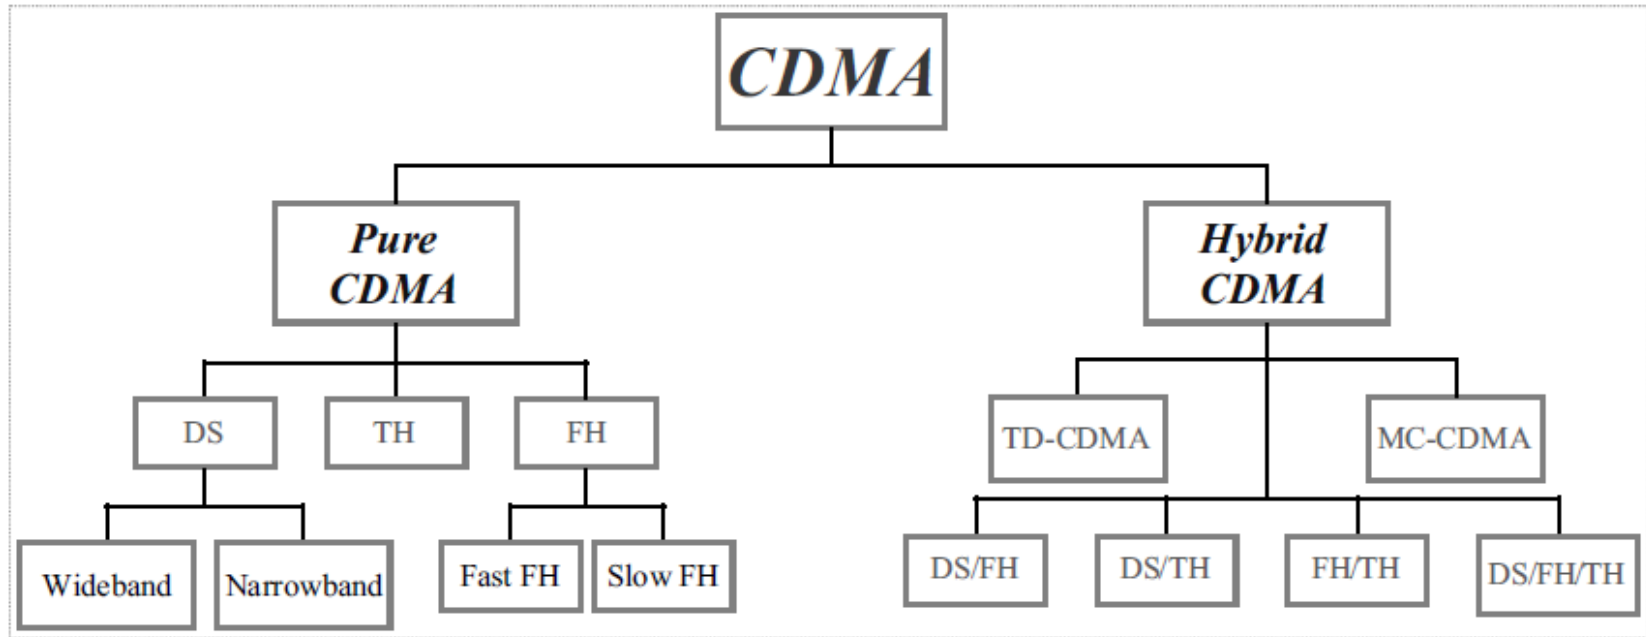 CDMA
Pure
CDMA
Hybrid
CDMA
DS
TH
FH
TD-CDMA
MC-CDMA
Wideband
Narrowband
Fast FH
Slow FH
DS/FH
DS/TH
FH/TH
DS/FH/TH